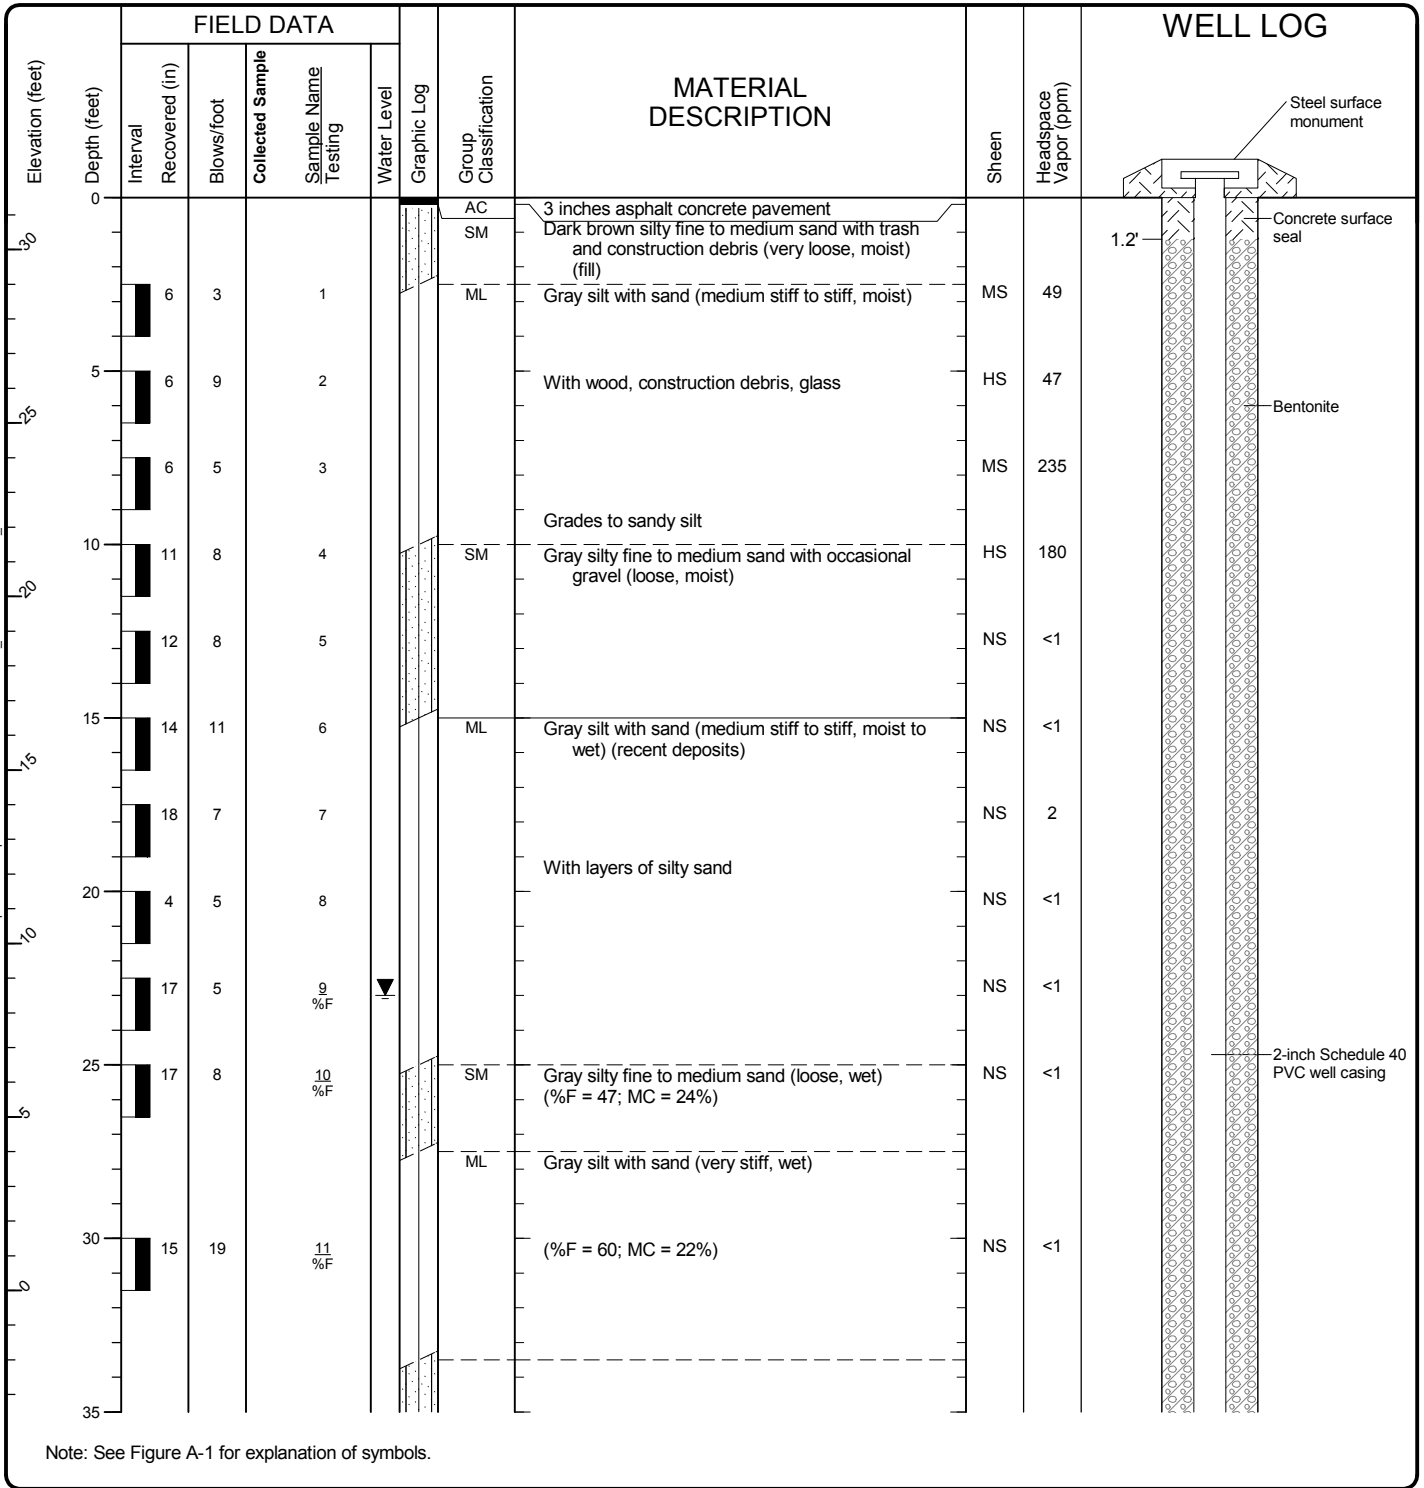 FIELD DATA
WELL LOG
Elevation (feet)
Depth (feet)
Interval
Recovered (in)
Blows/foot
Collected Sample
Sample Name
Testing
Water Level
Graphic Log
Group
Classification
MATERIAL
DESCRIPTION
Sheen
Headspace
Vapor (ppm)
Steel surface
monument
0
AC
3 inches asphalt concrete pavement
SM
Dark brown silty fine to medium sand with trash
and construction debris (very loose, moist)
(fill)
Concrete surface
seal
30
1.2'
6 3 1
ML
Gray silt with sand (medium stiff to stiff, moist)
MS 49
5
6 9 2
With wood, construction debris, glass
HS 47
25
Bentonite
6 5 3
MS 235
Grades to sandy silt
10
11 8 4
SM
Gray silty fine to medium sand with occasional
gravel (loose, moist)
HS 180
20
12 8 5
NS <1
15
14 11 6
ML
Gray silt with sand (medium stiff to stiff, moist to
wet) (recent deposits)
NS <1
15
18 7 7
NS 2
With layers of silty sand
20
4 5 8
NS <1
10
17 5 9
%F
NS <1
25
17 8 10
%F
SM
Gray silty fine to medium sand (loose, wet)
(%F = 47; MC = 24%)
NS <1
2-inch Schedule 40
PVC well casing
5
ML
Gray silt with sand (very stiff, wet)
30
15 19 11
%F
(%F = 60; MC = 22%)
NS <1
0
35
Note: See Figure A-1 for explanation of symbols.